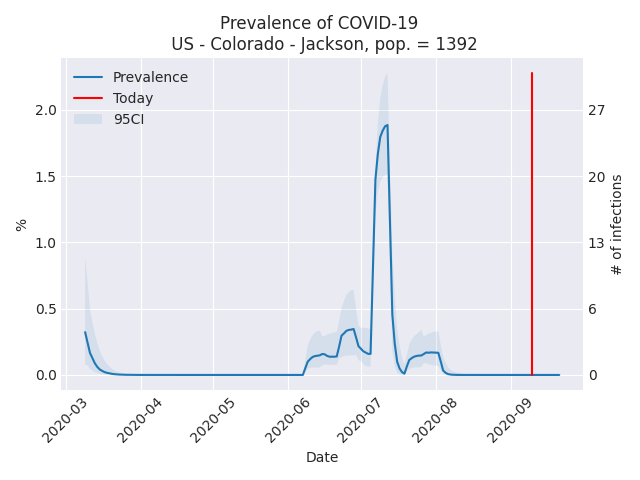 Prevalence of COVID-19
US - Colorado - Jackson, pop. = 1392
Prevalence
Today
95CI
2.0
1.5
1.0
0.5
0.0
%
27
20
13
6
0
# of infections
2020-03
2020-04
2020-05
2020-06
2020-07
2020-08
2020-09
Date